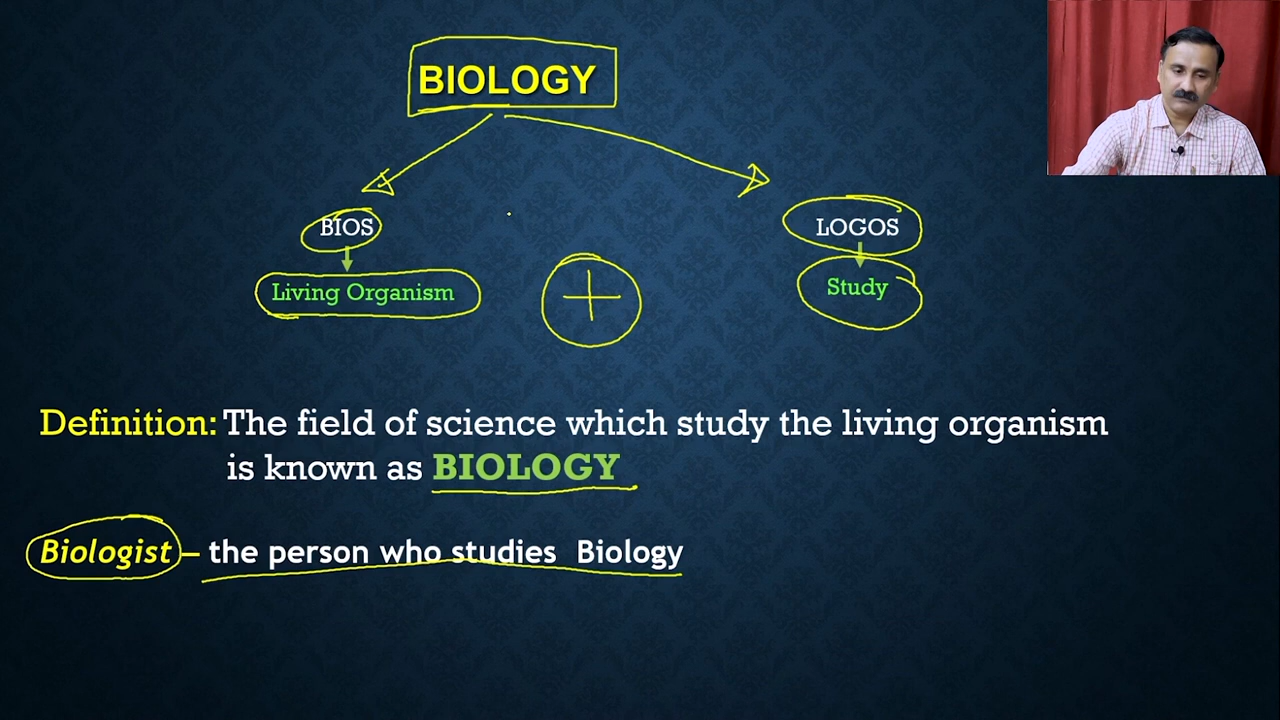 BIOLOGY
BIOS LOGOS
Living Organism + Study
Definition: The field of science which study the living organism
is known as BIOLOGY
Biologist – the person who studies Biology